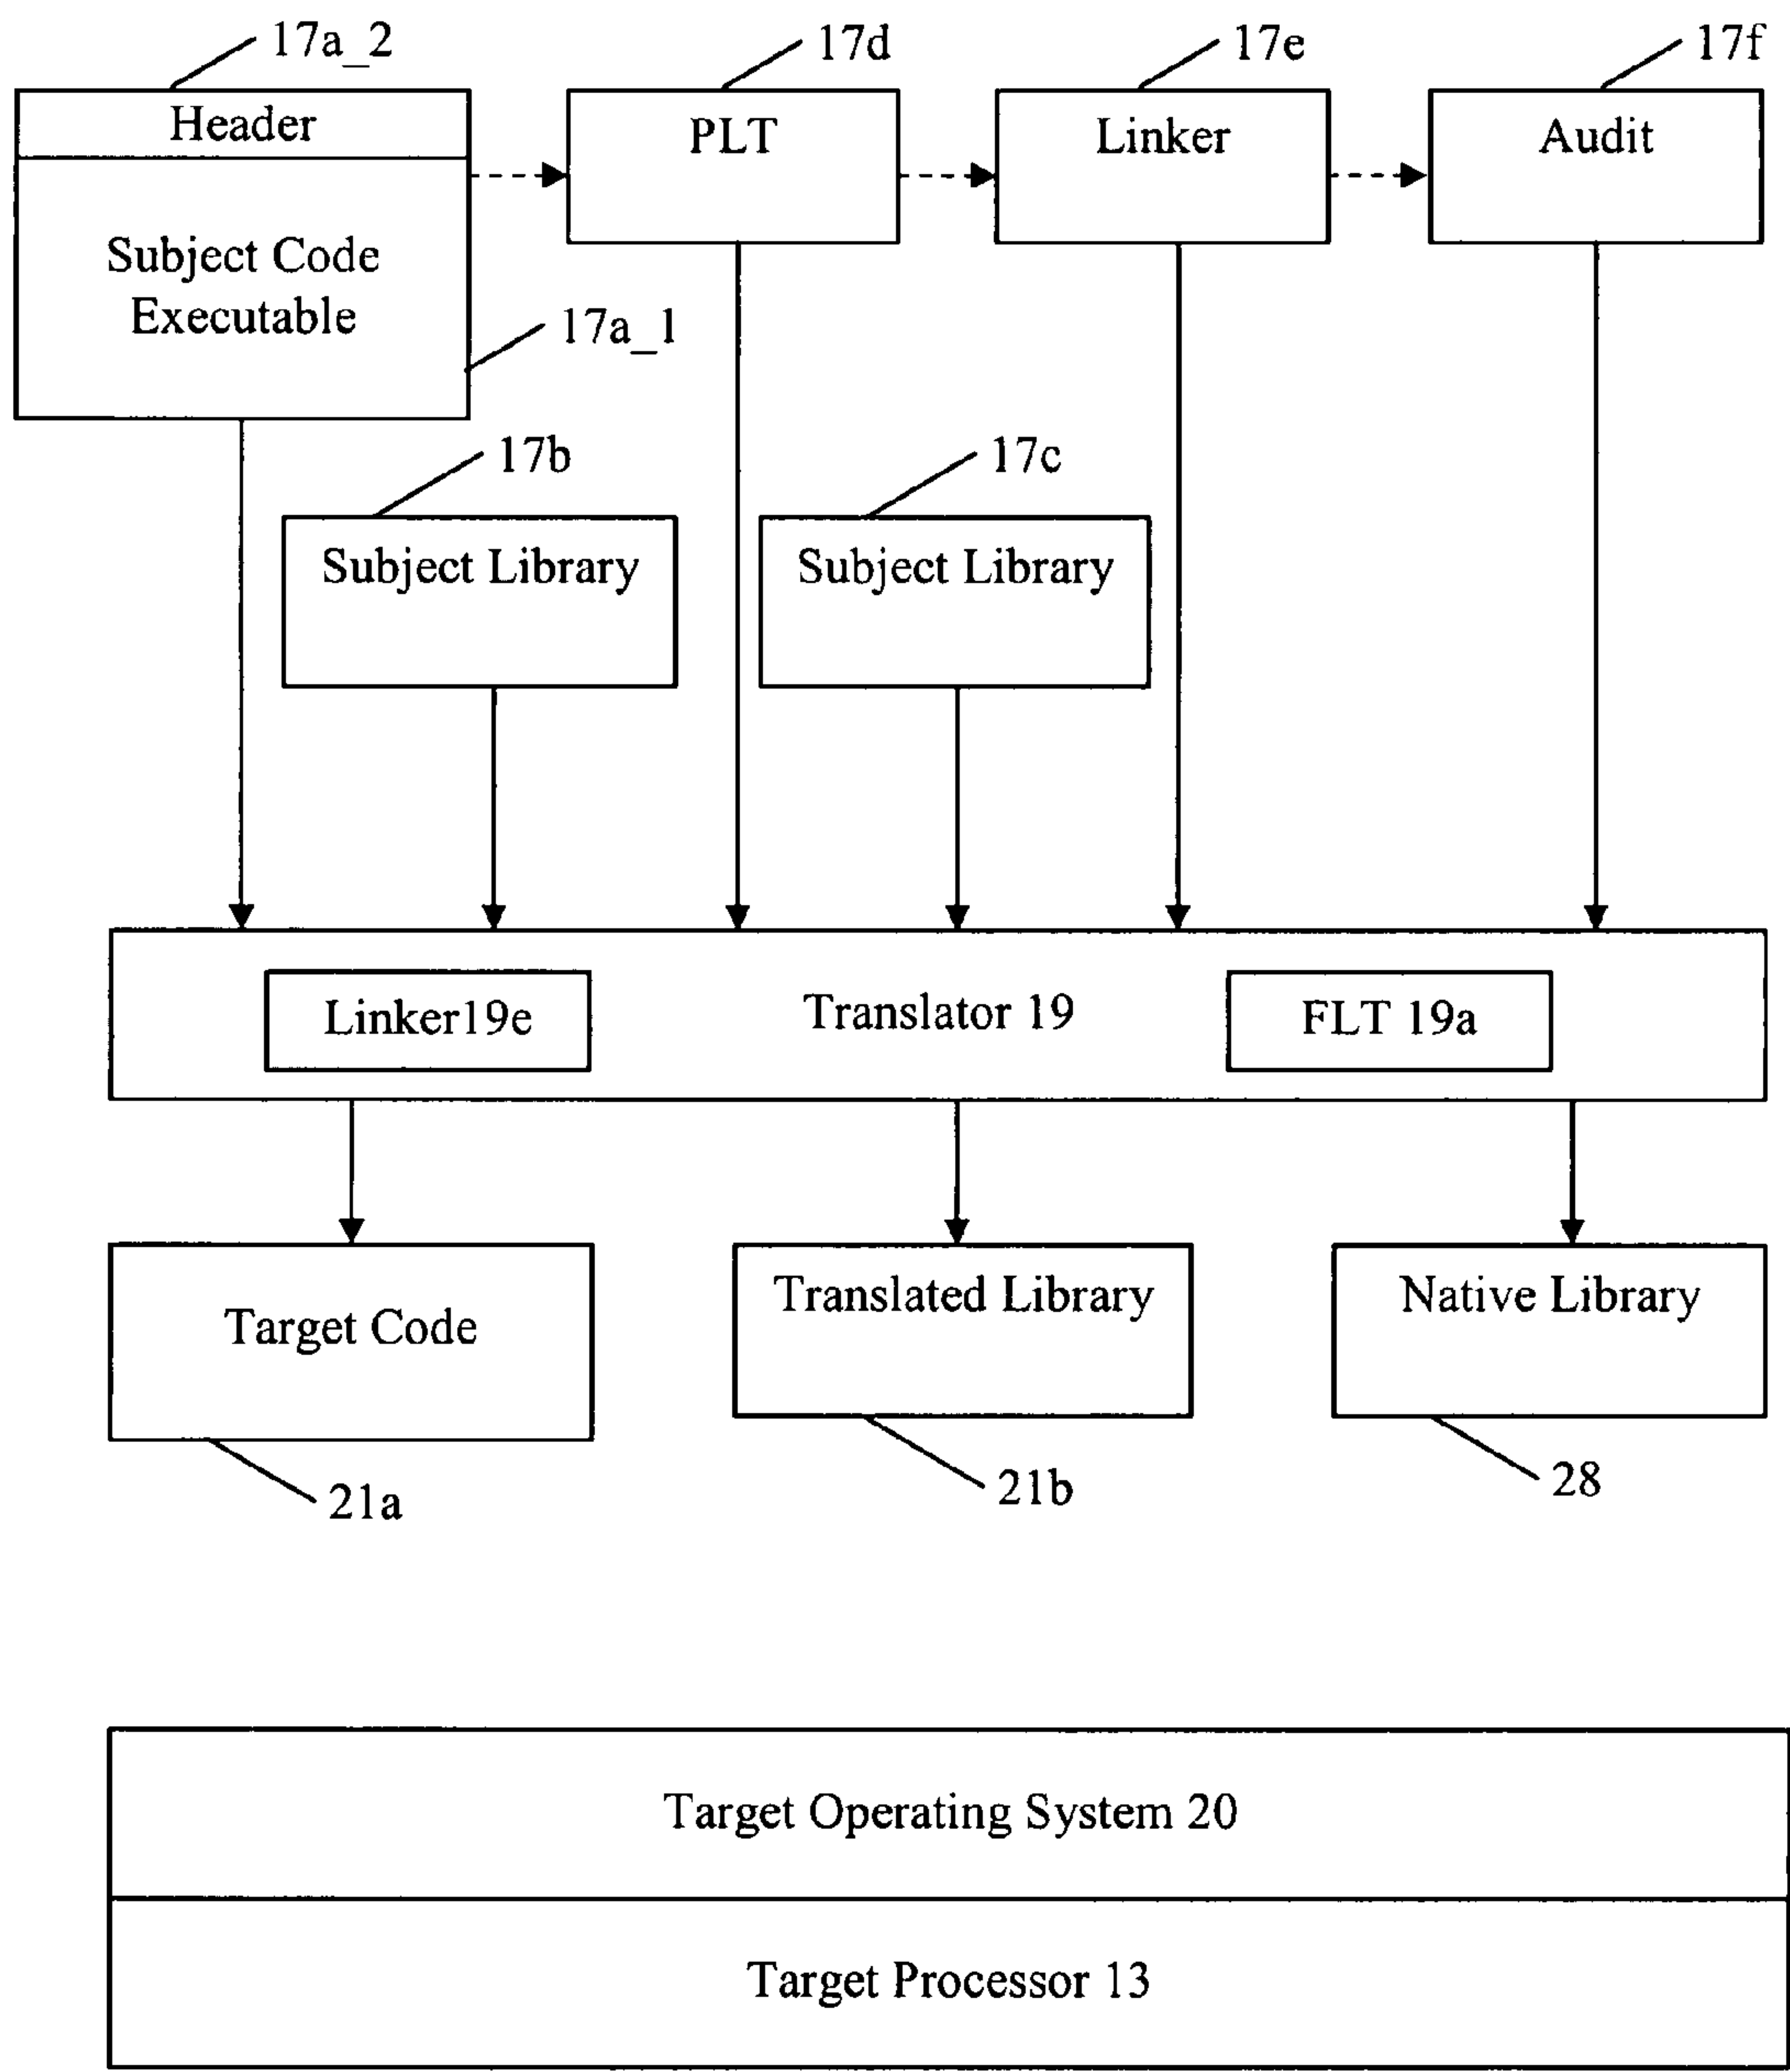 17a_2
17d
17e
17f
Header
PLT
Linker
Audit
Subject Code
Executable
17a_1
17b
17c
Subject Library
Subject Library
Linker19e
Translator 19
FLT 19a
Target Code
Translated Library
Native Library
21a
21b
28
Target Operating System 20
Target Processor 13